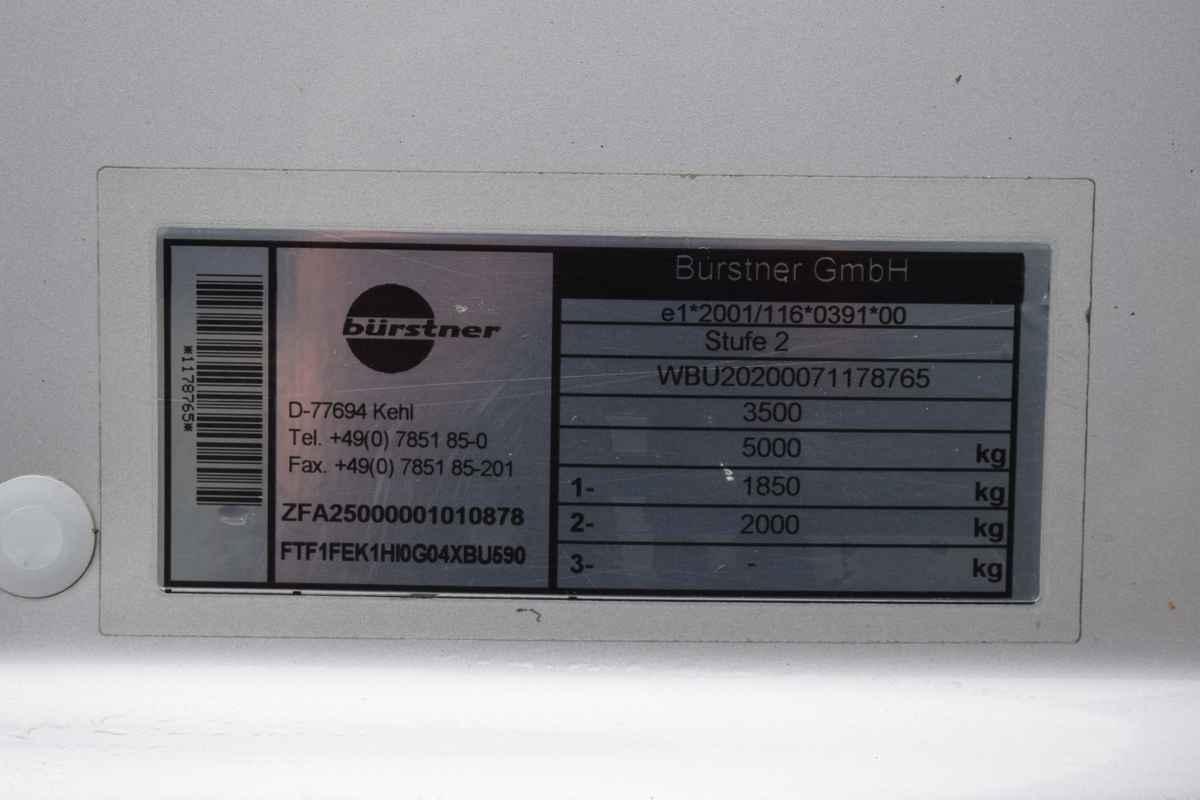 *1178765*
bürstner
D-77694 Kehl
Tel. +49(0) 7851 85-0
Fax. +49(0) 7851 85-201
ZFA25000001010878
FTF1FEK1HI0G04XBU590
Bürstner GmbH
e1*2001/116*0391*00
Stufe 2
WBU20200071178765
3500
5000 kg
1- 1850 kg
2- 2000 kg
3- - kg